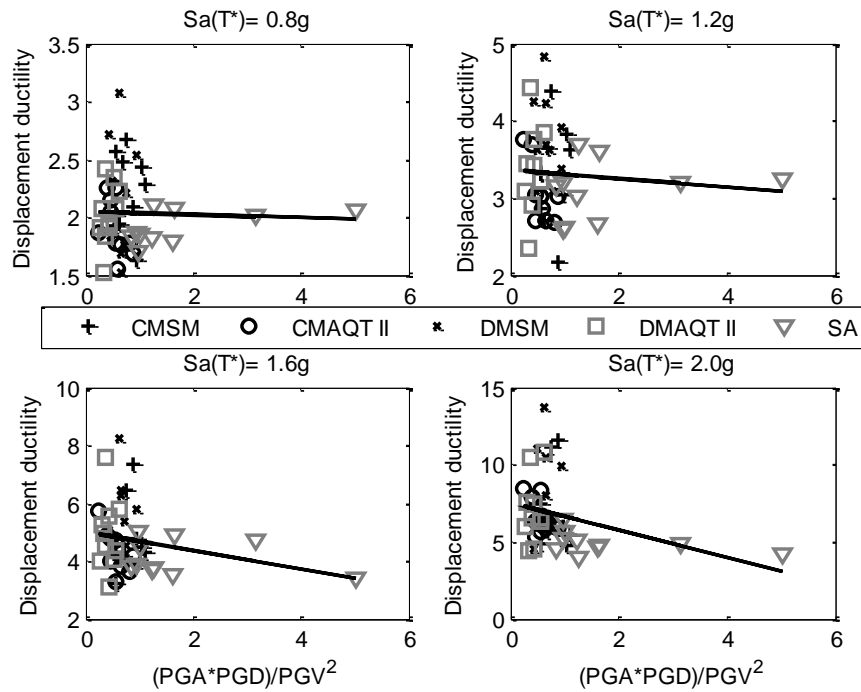 Sa(T*)= 0.8g
Sa(T*)= 1.2g
Displacement ductility
3.5
3
2.5
2
1.5
0 2 4 6
Displacement ductility
5
4
3
2
0 2 4 6
CMSM CMAQT II DMSM DMAQT II SA
Sa(T*)= 1.6g
Sa(T*)= 2.0g
Displacement ductility
10
8
6
4
2
0 2 4 6
(PGA*PGD)/PGV²
Displacement ductility
15
10
5
0
0 2 4 6
(PGA*PGD)/PGV²